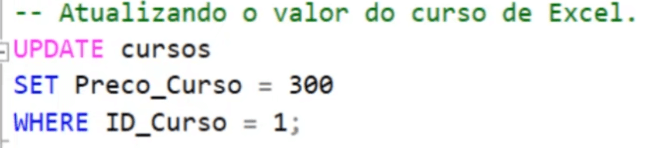 -- Atualizando o valor do curso de Excel.
UPDATE cursos
SET Preco_Curso = 300
WHERE ID_Curso = 1;